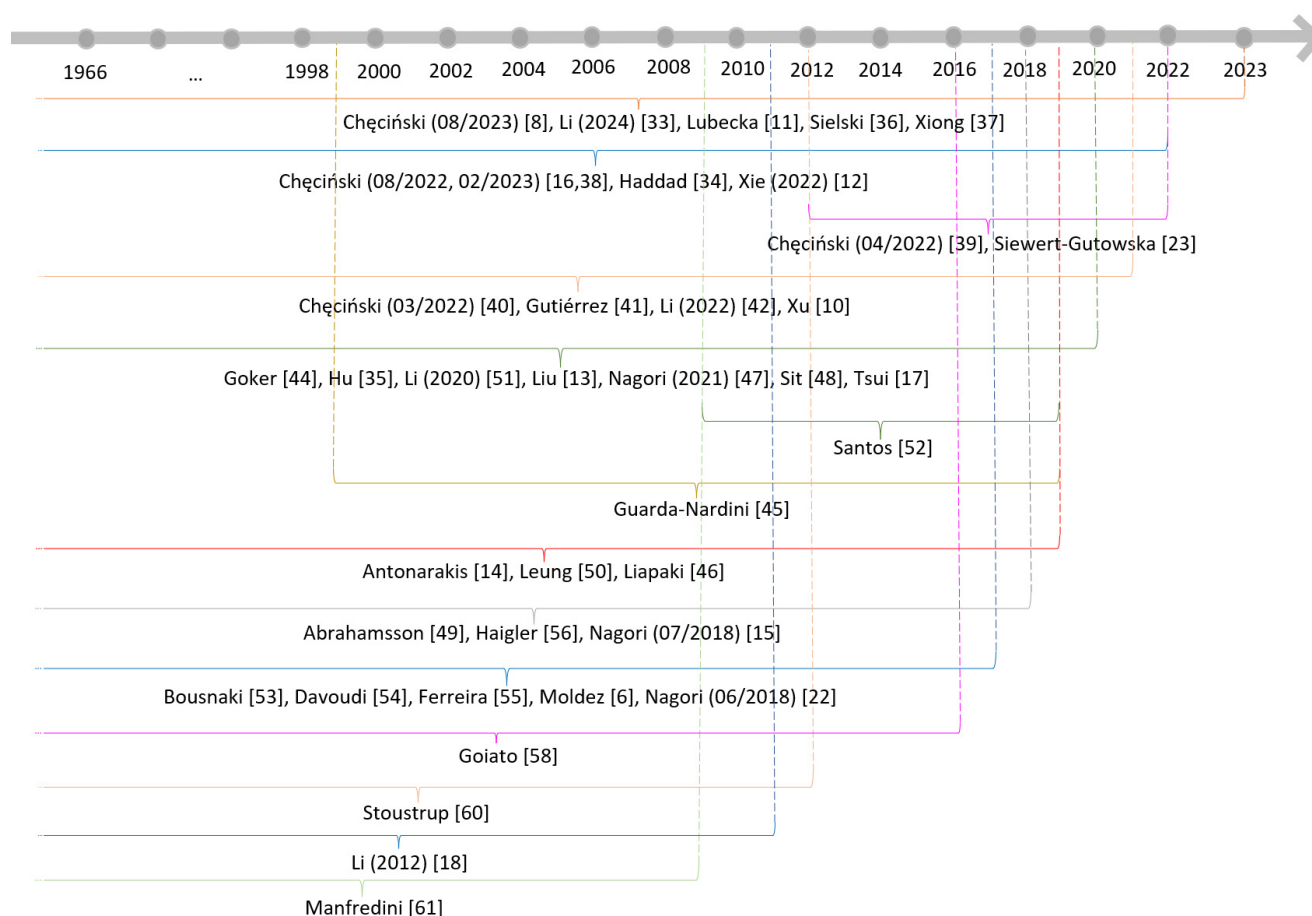 1966 ... 1998 2000 2002 2004 2006 2008 2010 2012 2014 2016 2018 2020 2022 2023
Chęciński (08/2023) [8], Li (2024) [33], Lubecka [11], Sielski [36], Xiong [37]
Chęciński (08/2022, 02/2023) [16,38], Haddad [34], Xie (2022) [12]
Chęciński (04/2022) [39], Siewert-Gutowska [23]
Chęciński (03/2022) [40], Gutiérrez [41], Li (2022) [42], Xu [10]
Goker [44], Hu [35], Li (2020) [51], Liu [13], Nagori (2021) [47], Sit [48], Tsui [17]
Santos [52]
Guarda-Nardini [45]
Antonarakis [14], Leung [50], Liapaki [46]
Abrahamsson [49], Haigler [56], Nagori (07/2018) [15]
Bousnaki [53], Davoudi [54], Ferreira [55], Moldez [6], Nagori (06/2018) [22]
Goiato [58]
Stoustrup [60]
Li (2012) [18]
Manfredini [61]